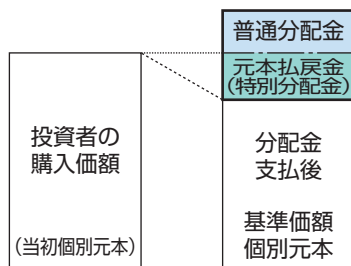 普通分配金
元本払戻金
(特別分配金)
投資者の
購入価額
(当初個別元本)
分配金
支払後
基準価額
個別元本